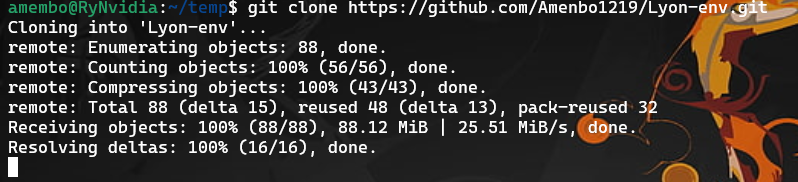 amembo@RyNvidia:~/temp$ git clone https://github.com/Amenbo1219/Lyon-env.git
Cloning into 'Lyon-env'...
remote: Enumerating objects: 88, done.
remote: Counting objects: 100% (56/56), done.
remote: Compressing objects: 100% (43/43), done.
remote: Total 88 (delta 15), reused 48 (delta 13), pack-reused 32
Receiving objects: 100% (88/88), 88.12 MiB | 25.51 MiB/s, done.
Resolving deltas: 100% (16/16), done.